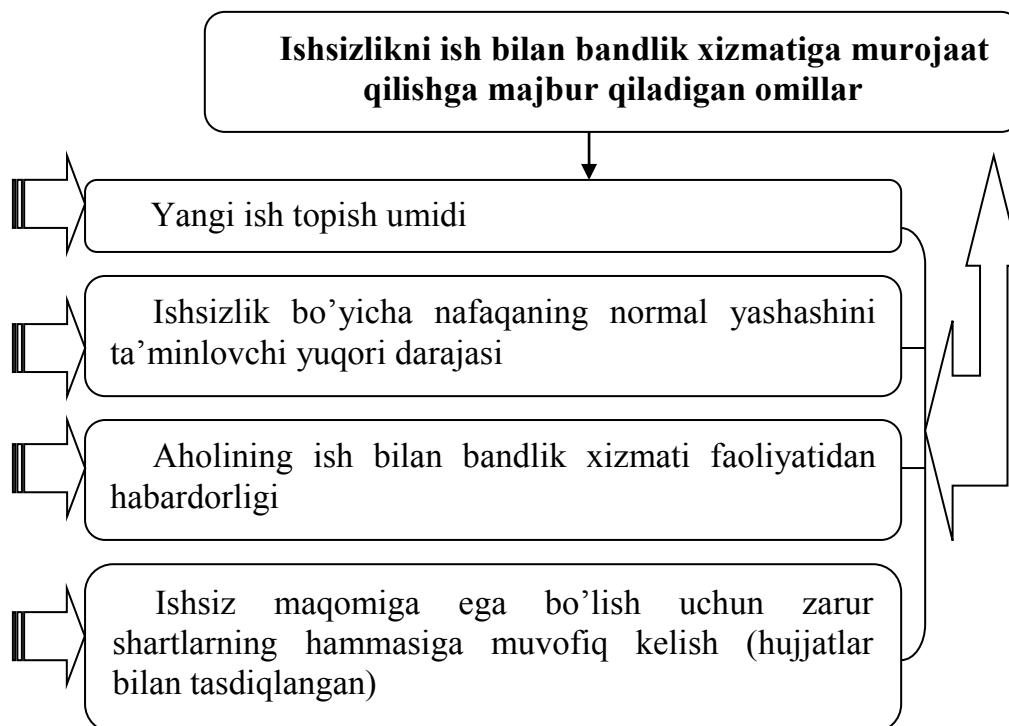 Ishsizlikni ish bilan bandlik xizmatiga murojaat
qilishga majbur qiladigan omillar
Yangi ish topish umidi
Ishsizlik bo’yicha nafaqaning normal yashashini
ta’minlovchi yuqori darajasi
Aholining ish bilan bandlik xizmati faoliyatidan
habardorligi
Ishsiz maqomiga ega bo’lish uchun zarur
shartlarning hammasiga muvofiq kelish (hujjatlar
bilan tasdiqlangan)